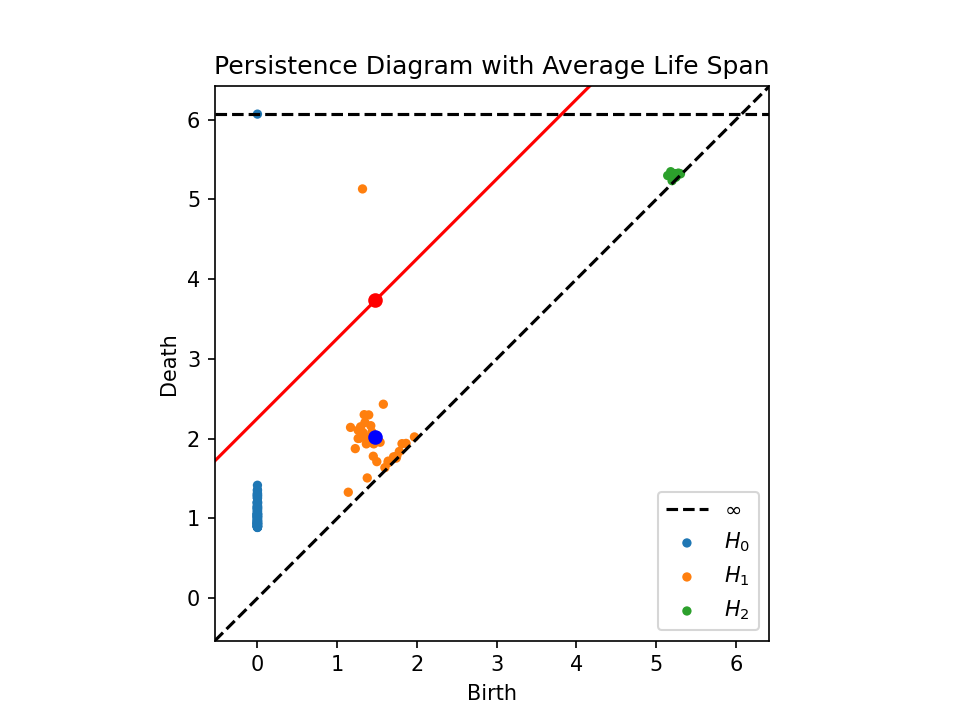 Persistence Diagram with Average Life Span
6
5
4
3
2
1
0
Death
∞
H₀
H₁
H₂
0 1 2 3 4 5 6
Birth